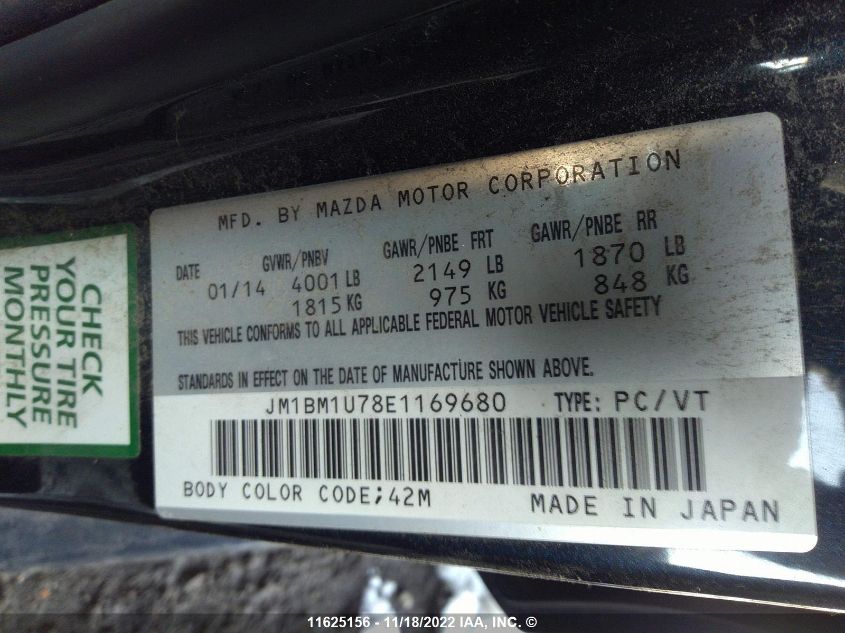 MFD. BY MAZDA MOTOR CORPORATION
DATE GVWR/PNBV GAWR/PNBE FRT GAWR/PNBE RR
01/14 4001 LB 2149 LB 1870 LB
1815 KG 975 KG 848 KG
THIS VEHICLE CONFORMS TO ALL APPLICABLE FEDERAL MOTOR VEHICLE SAFETY
STANDARDS IN EFFECT ON THE DATE OF MANUFACTURE SHOWN ABOVE.
JM1BM1U78E1169680 TYPE: PC/VT
BODY COLOR CODE;42M MADE IN JAPAN
CHECK
YOUR TIRE
PRESSURE
MONTHLY
11625156 - 11/18/2022 IAA, Inc. ©